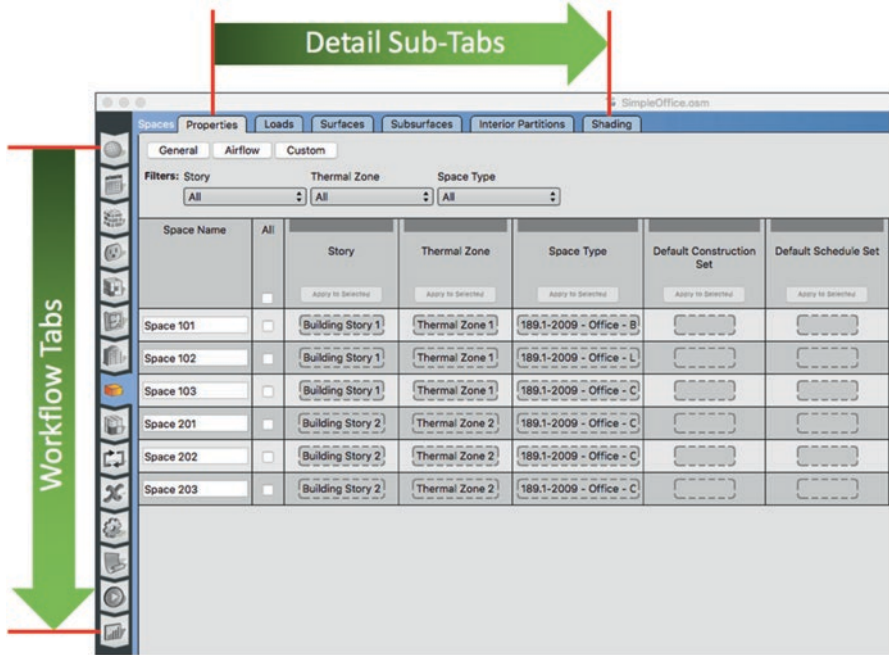 Detail Sub-Tabs
SimpleOffice.osm
Spaces Properties Loads Surfaces Subsurfaces Interior Partitions Shading
General Airflow Custom
Filters: Story Thermal Zone Space Type
All All All
Space Name All Story Thermal Zone Space Type Default Construction Set Default Schedule Set
Apply to Selected Apply to Selected Apply to Selected Apply to Selected Apply to Selected
Space 101 Building Story 1 Thermal Zone 1 189.1-2009 - Office - B
Space 102 Building Story 1 Thermal Zone 1 189.1-2009 - Office - L
Space 103 Building Story 1 Thermal Zone 1 189.1-2009 - Office - C
Space 201 Building Story 2 Thermal Zone 2 189.1-2009 - Office - C
Space 202 Building Story 2 Thermal Zone 2 189.1-2009 - Office - C
Space 203 Building Story 2 Thermal Zone 2 189.1-2009 - Office - C
Workflow Tabs